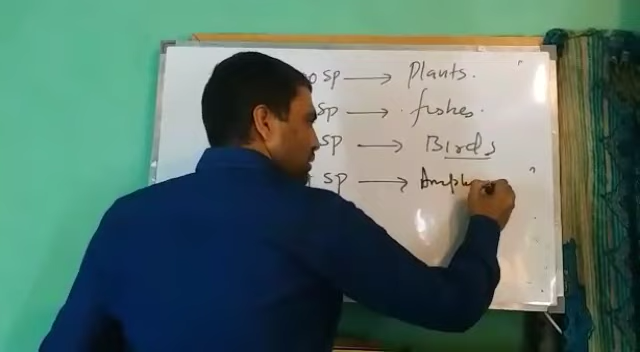 sp → Plants.
sp → fishes.
sp → Birds
sp → Amph